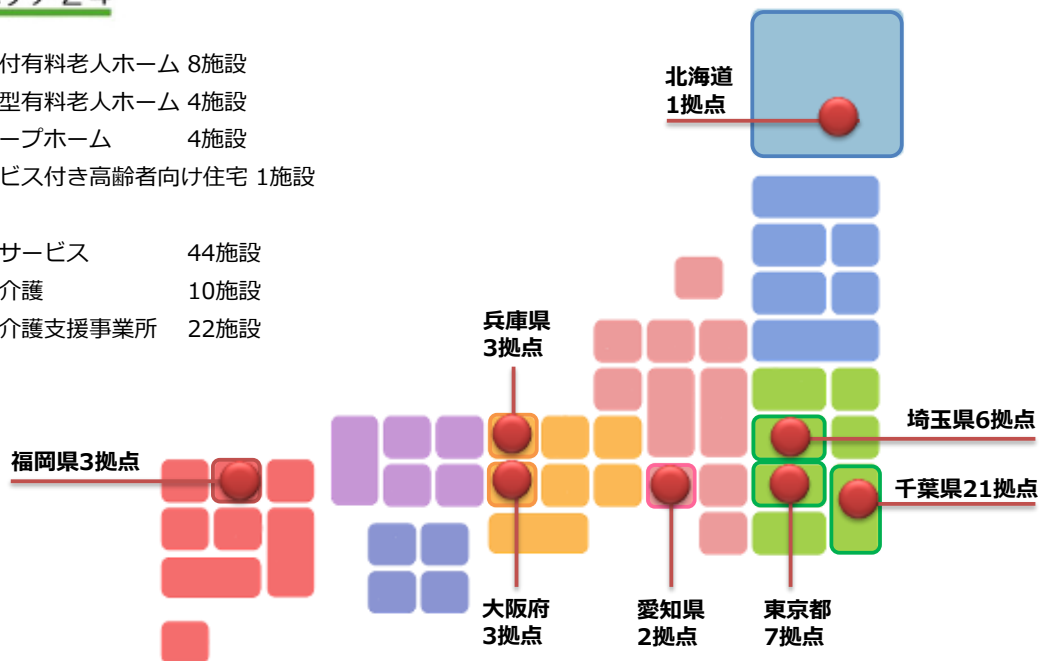 付有料老人ホーム 8施設
型有料老人ホーム 4施設
ープホーム 4施設
ビス付き高齢者向け住宅 1施設
サービス 44施設
介護 10施設
介護支援事業所 22施設
北海道
1拠点
兵庫県
3拠点
埼玉県6拠点
福岡県3拠点
千葉県21拠点
大阪府
3拠点
愛知県
2拠点
東京都
7拠点